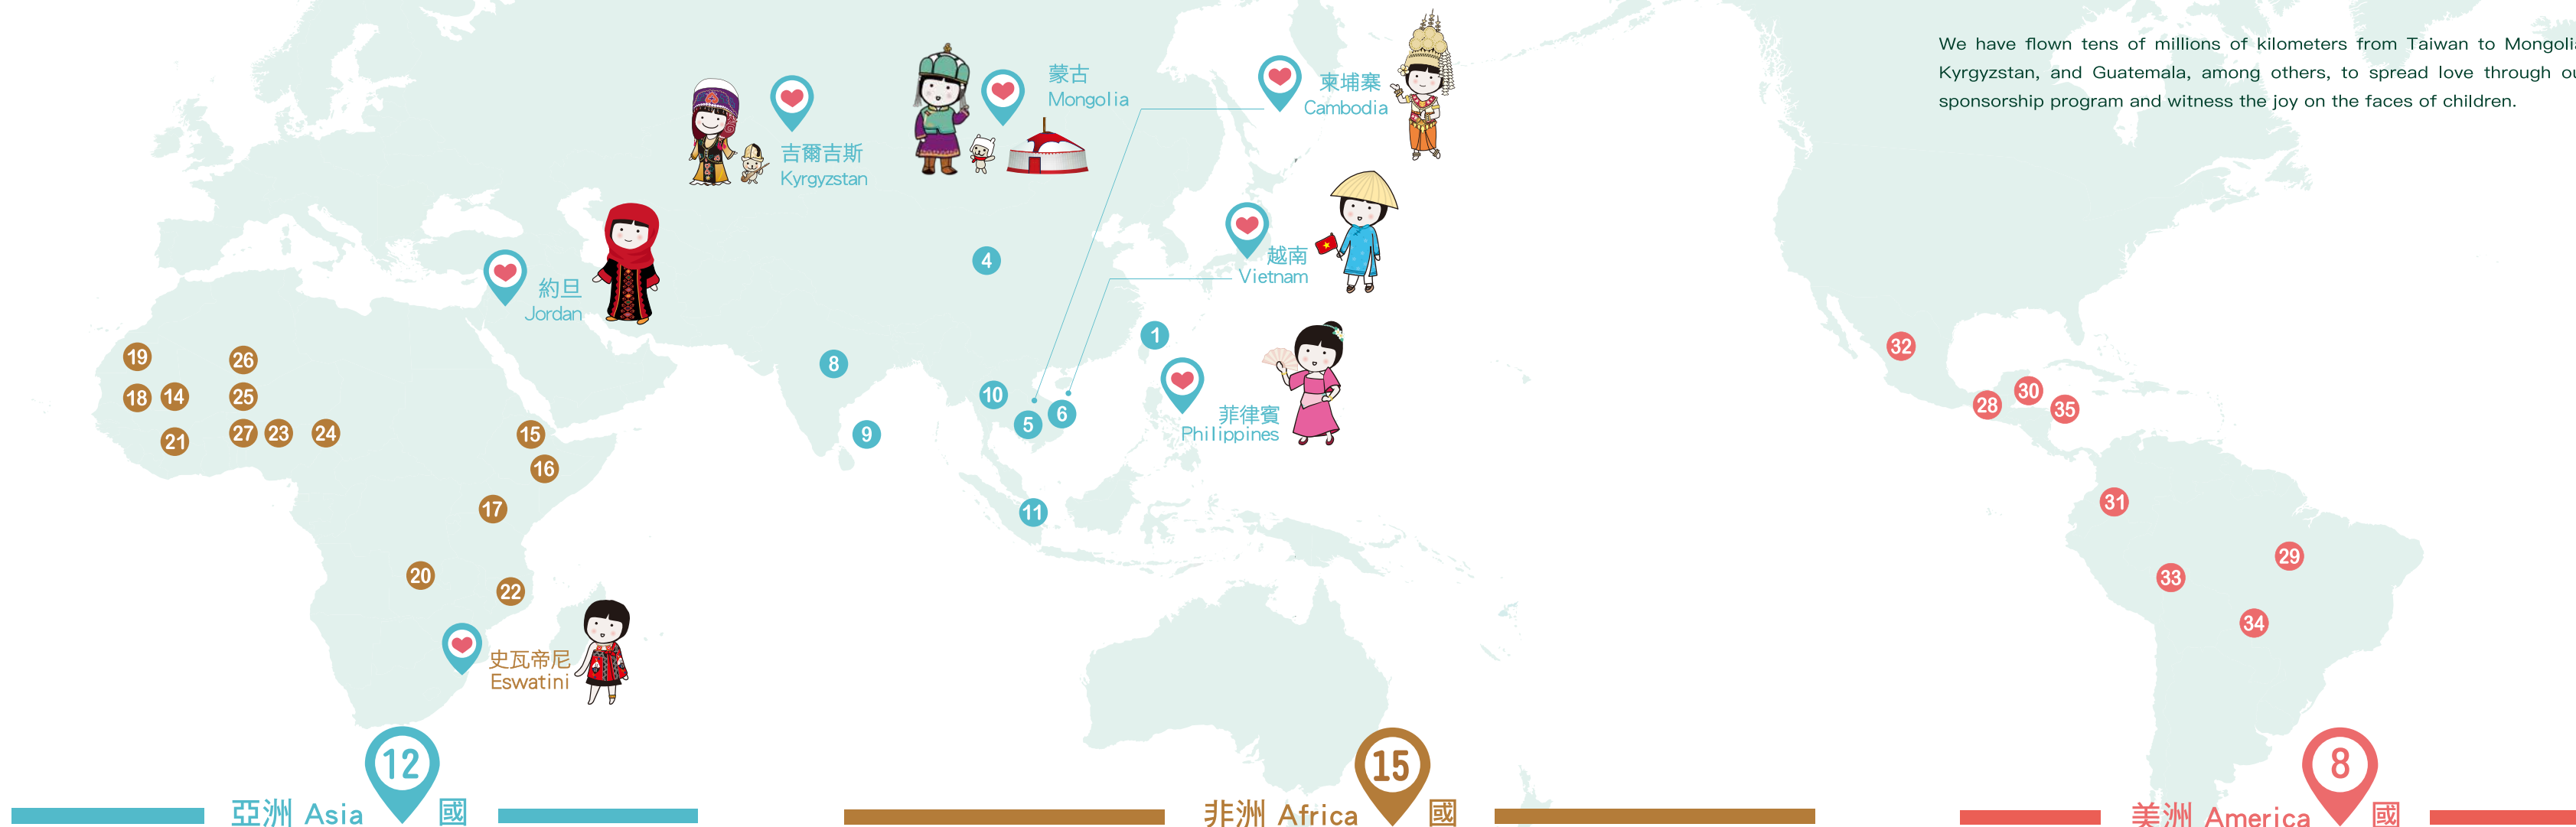 We have flown tens of millions of kilometers from Taiwan to Mongolia
Kyrgyzstan, and Guatemala, among others, to spread love through ou
sponsorship program and witness the joy on the faces of children.
吉爾吉斯
Kyrgyzstan
蒙古
Mongolia
柬埔寨
Cambodia
約旦
Jordan
越南
Vietnam
菲律賓
Philippines
史瓦帝尼
Eswatini
4
1
8
10
5
6
9
11
19
26
18
14
25
21
27
23
24
15
16
17
20
22
32
28
30
35
31
29
33
34
亞洲 Asia 12 國
非洲 Africa 15 國
美洲 America 8 國